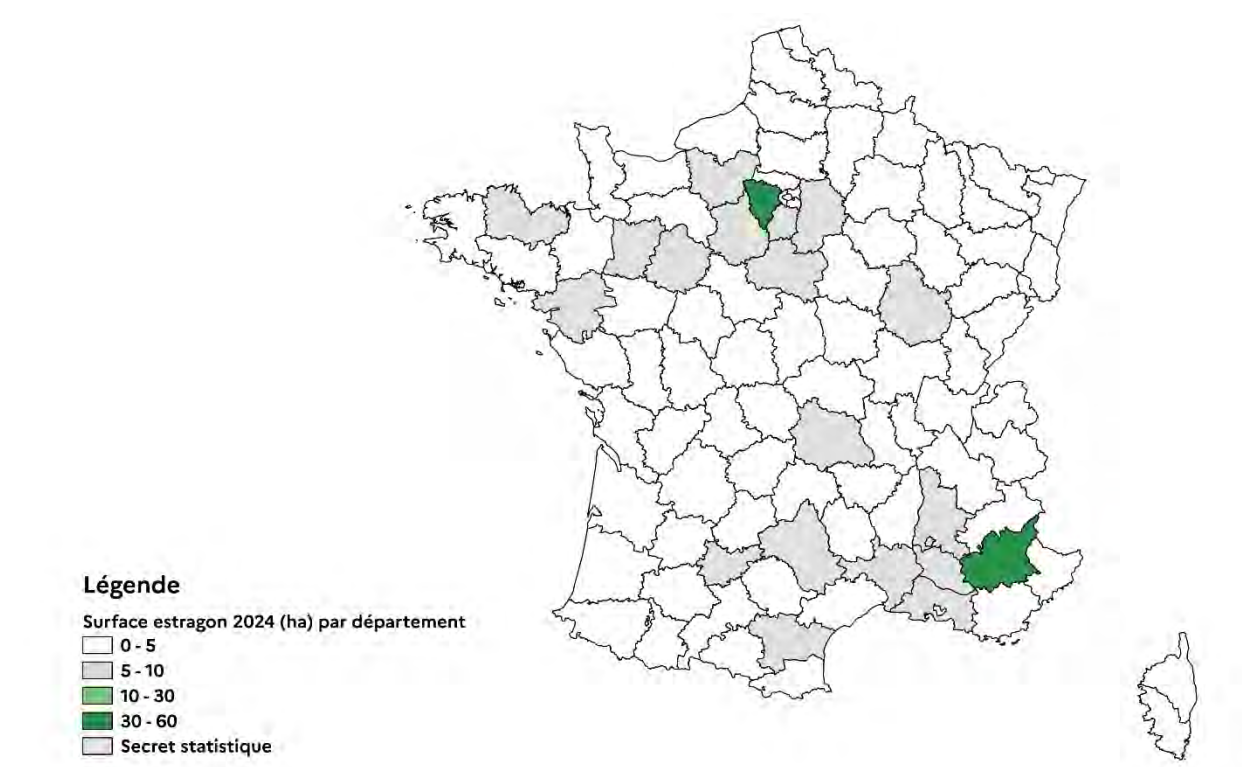 Légende
Surface estragon 2024 (ha) par département
0 - 5
5 - 10
10 - 30
30 - 60
Secret statistique